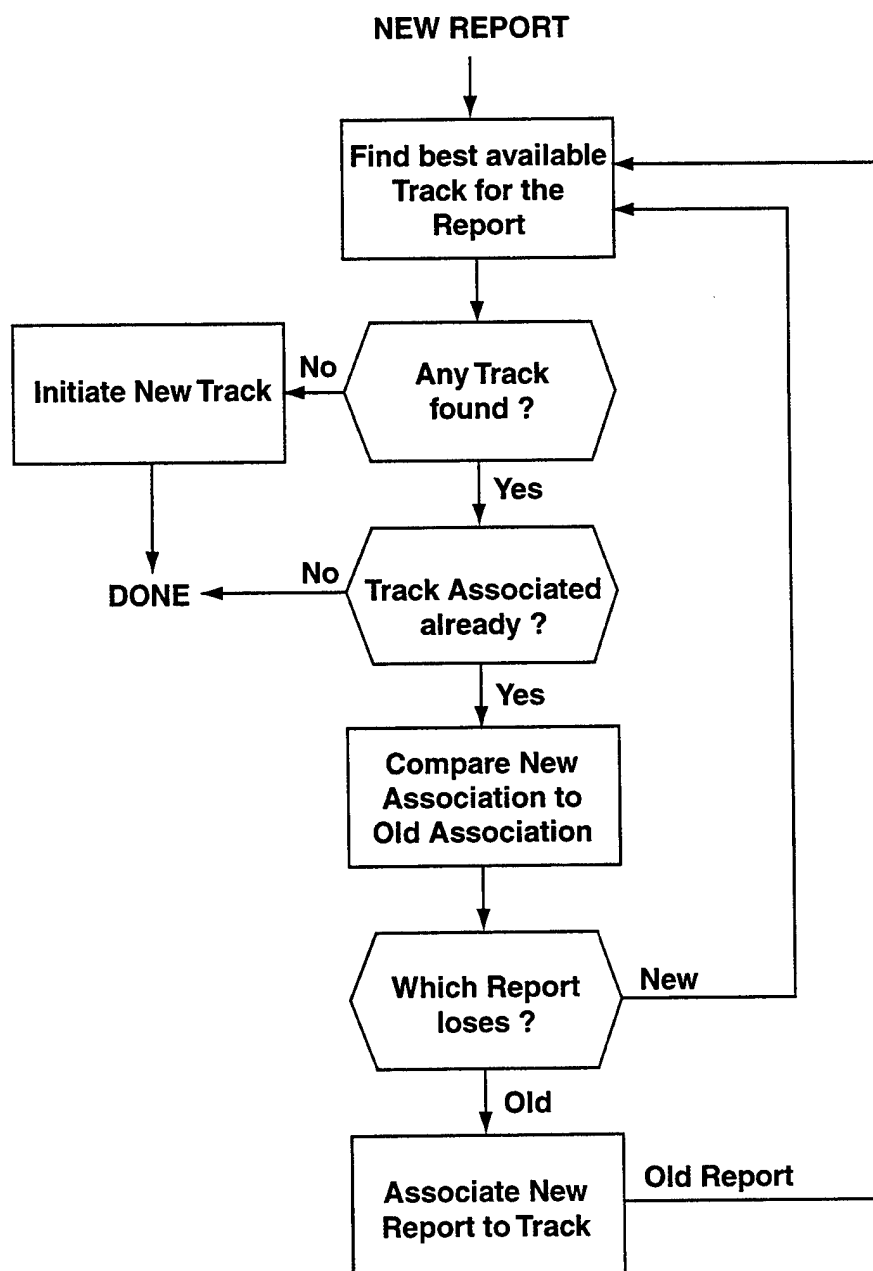 NEW REPORT
Find best available
Track for the
Report
Any Track
found ?
No
Initiate New Track
Yes
Track Associated
already ?
No
DONE
Yes
Compare New
Association to
Old Association
Which Report
loses ?
New
Old
Associate New
Report to Track
Old Report